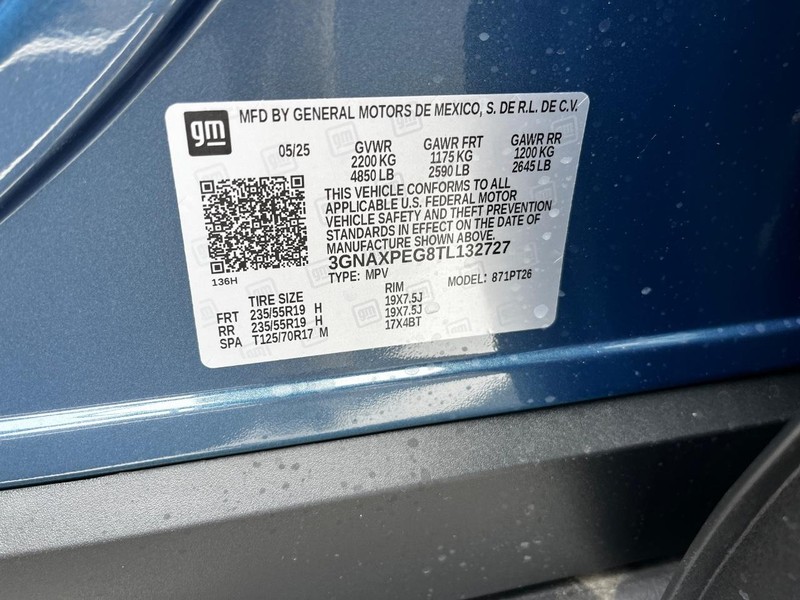 gm
MFD BY GENERAL MOTORS DE MEXICO, S. DE R.L. DE C.V.
05/25 GVWR GAWR FRT GAWR RR
2200 KG 1175 KG 1200 KG
4850 LB 2590 LB 2645 LB
THIS VEHICLE CONFORMS TO ALL
APPLICABLE U.S. FEDERAL MOTOR
VEHICLE SAFETY AND THEFT PREVENTION
STANDARDS IN EFFECT ON THE DATE OF
MANUFACTURE SHOWN ABOVE
3GNAXPEG8TL132727
136H
TYPE: MPV MODEL: 871PT26
TIRE SIZE RIM
FRT 235/55R19 H 19X7.5J
RR 235/55R19 H 19X7.5J
SPA T125/70R17 M 17X4BT